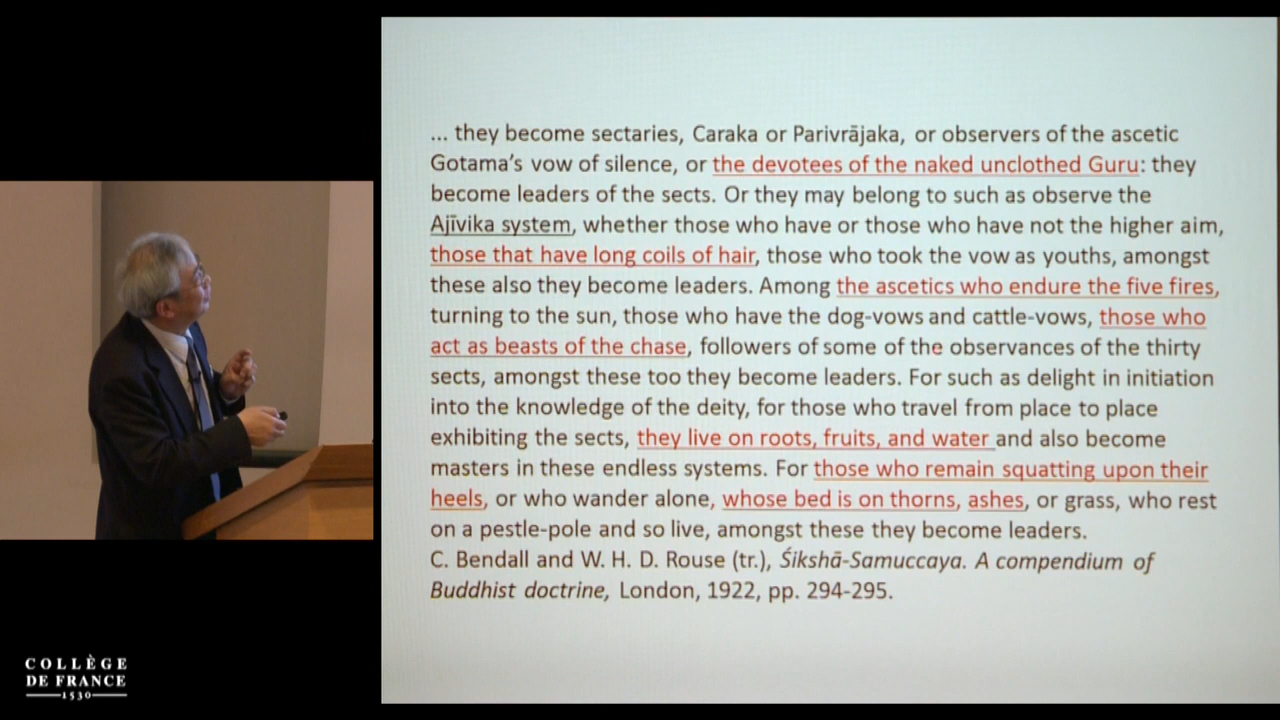 ... they become sectaries, Caraka or Parivrājaka, or observers of the ascetic
Gotama's vow of silence, or the devotees of the naked unclothed Guru: they
become leaders of the sects. Or they may belong to such as observe the
Ajīvika system, whether those who have or those who have not the higher aim,
those that have long coils of hair, those who took the vow as youths, amongst
these also they become leaders. Among the ascetics who endure the five fires,
turning to the sun, those who have the dog-vows and cattle-vows, those who
act as beasts of the chase, followers of some of the observances of the thirty
sects, amongst these too they become leaders. For such as delight in initiation
into the knowledge of the deity, for those who travel from place to place
exhibiting the sects, they live on roots, fruits, and water and also become
masters in these endless systems. For those who remain squatting upon their
heels, or who wander alone, whose bed is on thorns, ashes, or grass, who rest
on a pestle-pole and so live, amongst these they become leaders.
C. Bendall and W. H. D. Rouse (tr.), Śikshā-Samuccaya. A compendium of
Buddhist doctrine, London, 1922, pp. 294-295.
COLLÈGE
DE FRANCE
1530